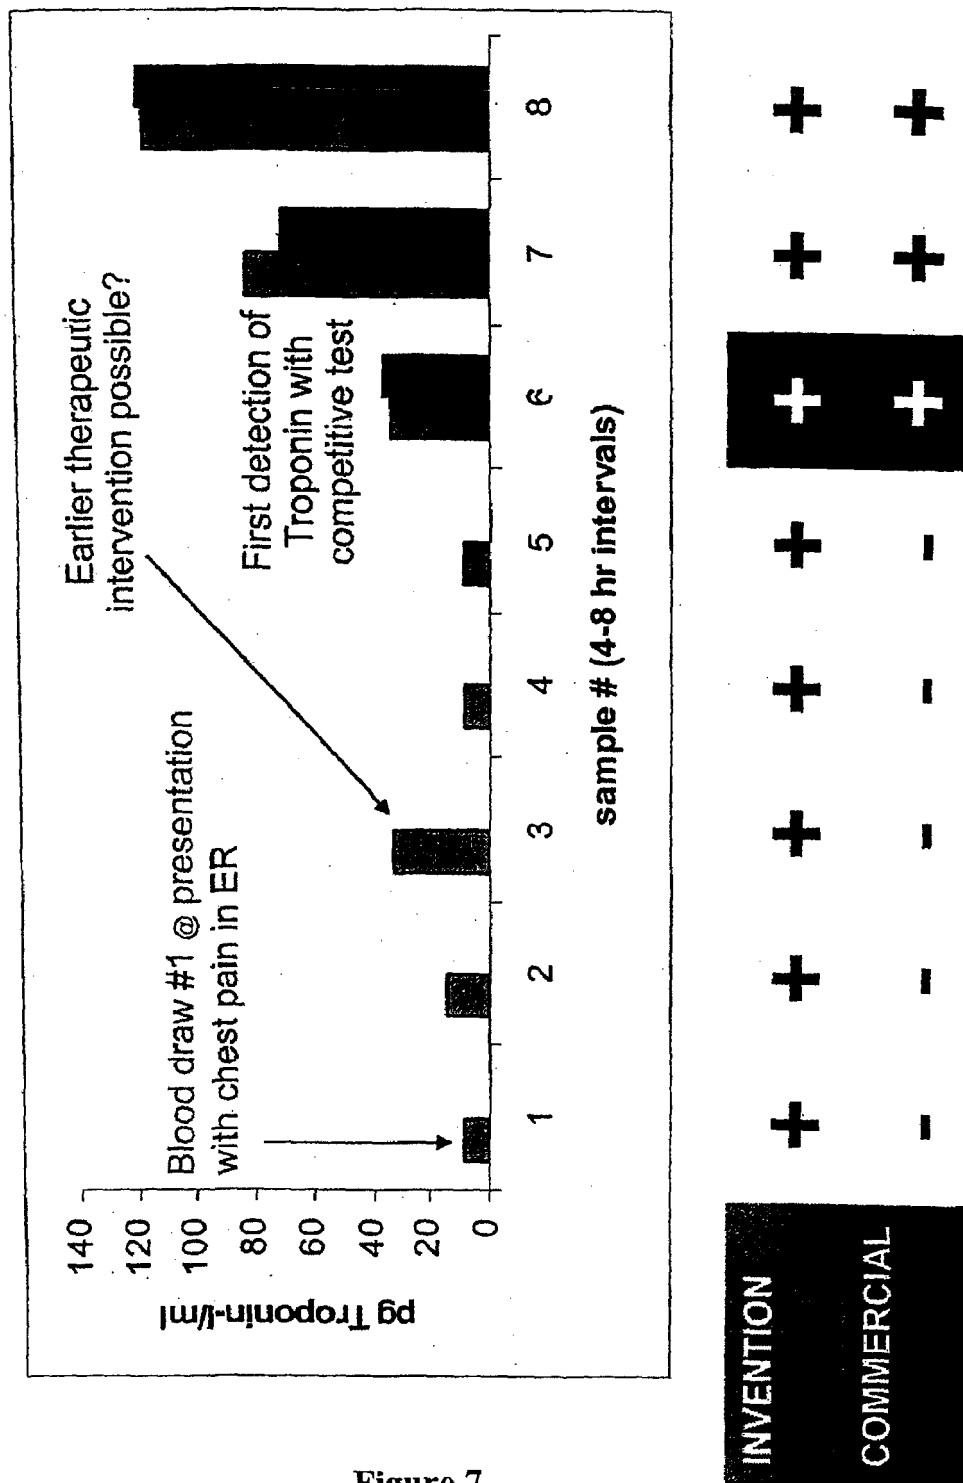 pg Troponin-I/ml
140
120
100
80
60
40
20
0
Blood draw #1 @ presentation
with chest pain in ER
Earlier therapeutic
intervention possible?
First detection of
Troponin with
competitive test
1 2 3 4 5 6 7 8
sample # (4-8 hr intervals)
INVENTION + + + + + + + +
COMMERCIAL - - - - - + + +
Figure 7